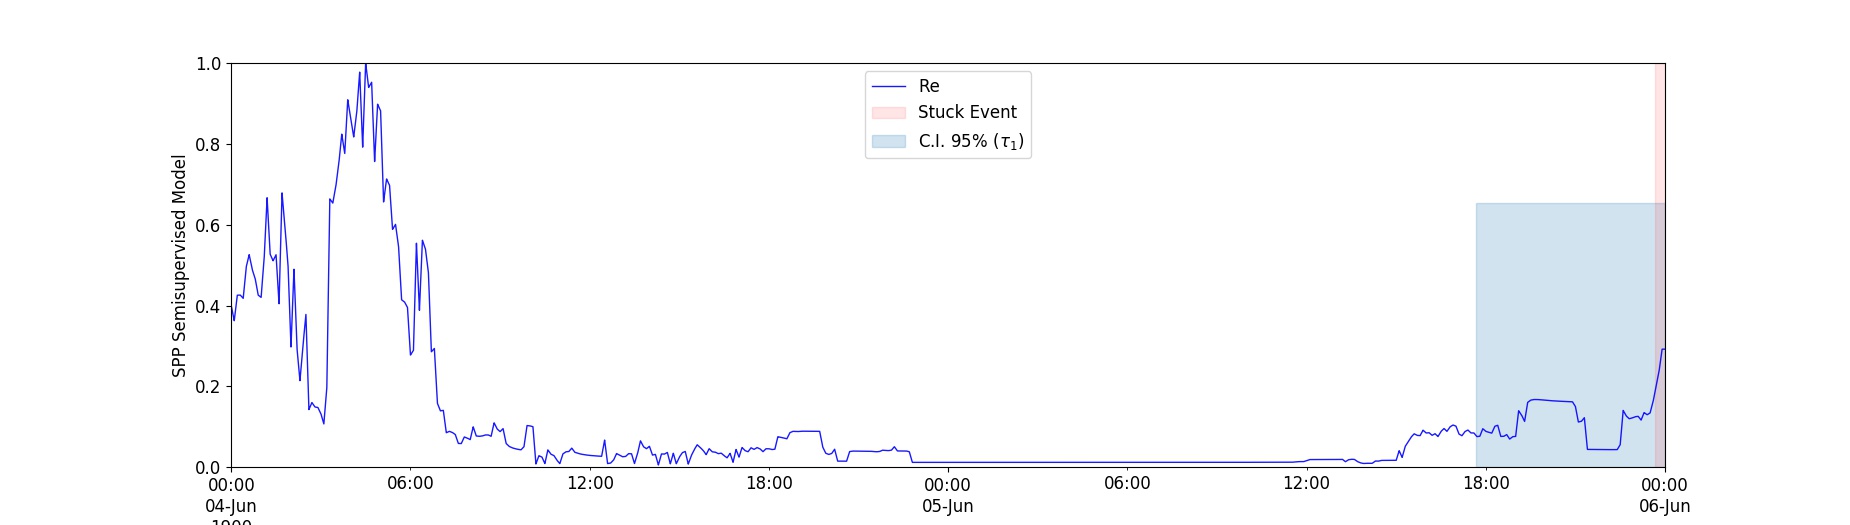 1.0
0.8
0.6
0.4
0.2
0.0
SPP Semisupervised Model
Re
Stuck Event
C.I. 95% (τ₁)
00:00 06:00 12:00 18:00 00:00 06:00 12:00 18:00 00:00
04-Jun 05-Jun 06-Jun
1900